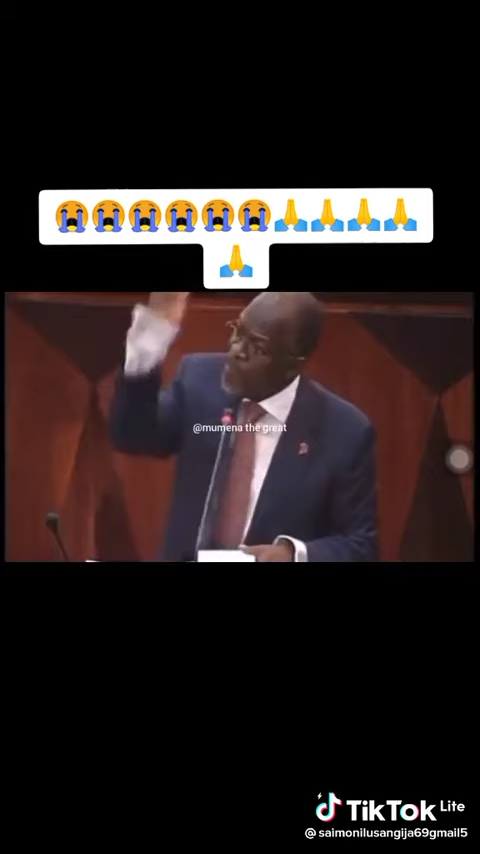 😭😭😭😭😭😭🙏🙏🙏🙏
🙏
@mumena the great
TikTok Lite
@saimonilusangija69gmail5